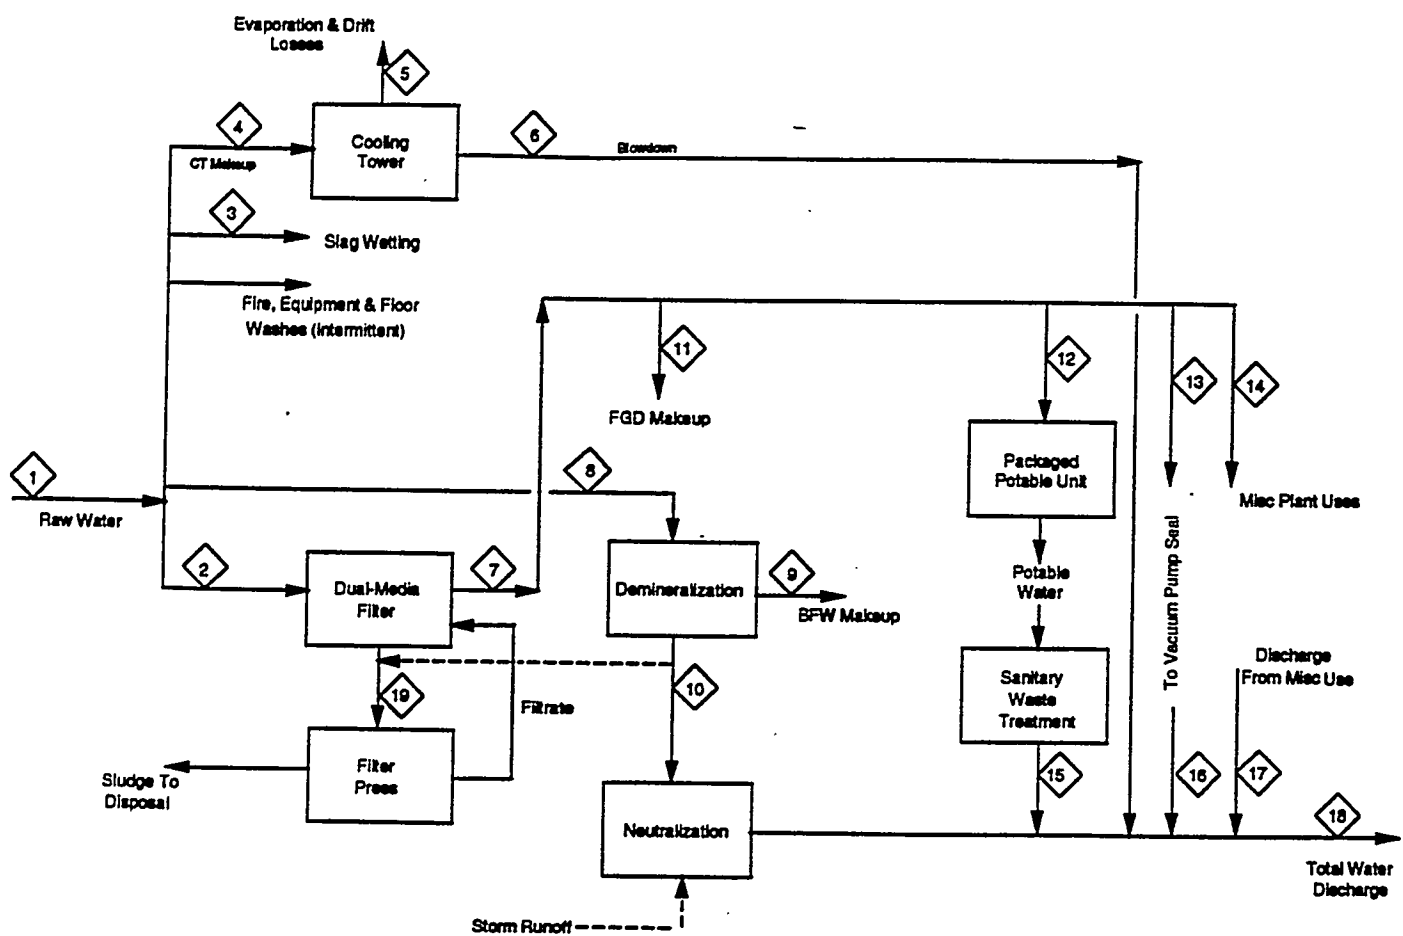 Evaporation & Drift
Losses
5
4
6
CT Makeup
Cooling
Tower
Blowdown
3
Slag Wetting
Fire, Equipment & Floor
Washes (Intermittent)
11
12
13
14
FGD Makeup
8
Packaged
Potable Unit
1
Raw Water
Misc Plant Uses
2
7
Dual-Media
Filter
Demineralization
9
BFW Makeup
Potable
Water
To Vacuum Pump Seal
19
10
Filtrate
Sanitary
Waste
Treatment
Discharge
From Misc Use
Sludge To
Disposal
Filter
Press
15
16
17
Neutralization
18
Total Water
Discharge
Storm Runoff